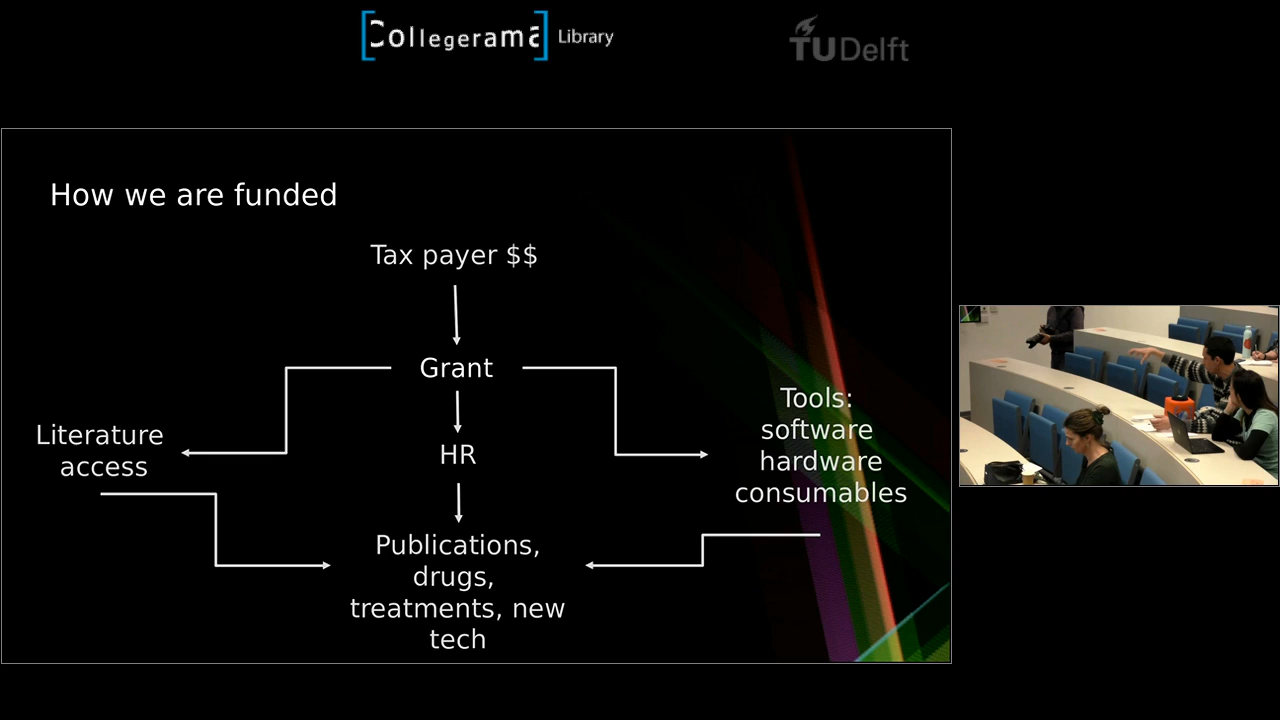 Collegerama Library
TU Delft
How we are funded
Tax payer $$
Grant
Literature
access
HR
Tools:
software
hardware
consumables
Publications,
drugs,
treatments, new
tech